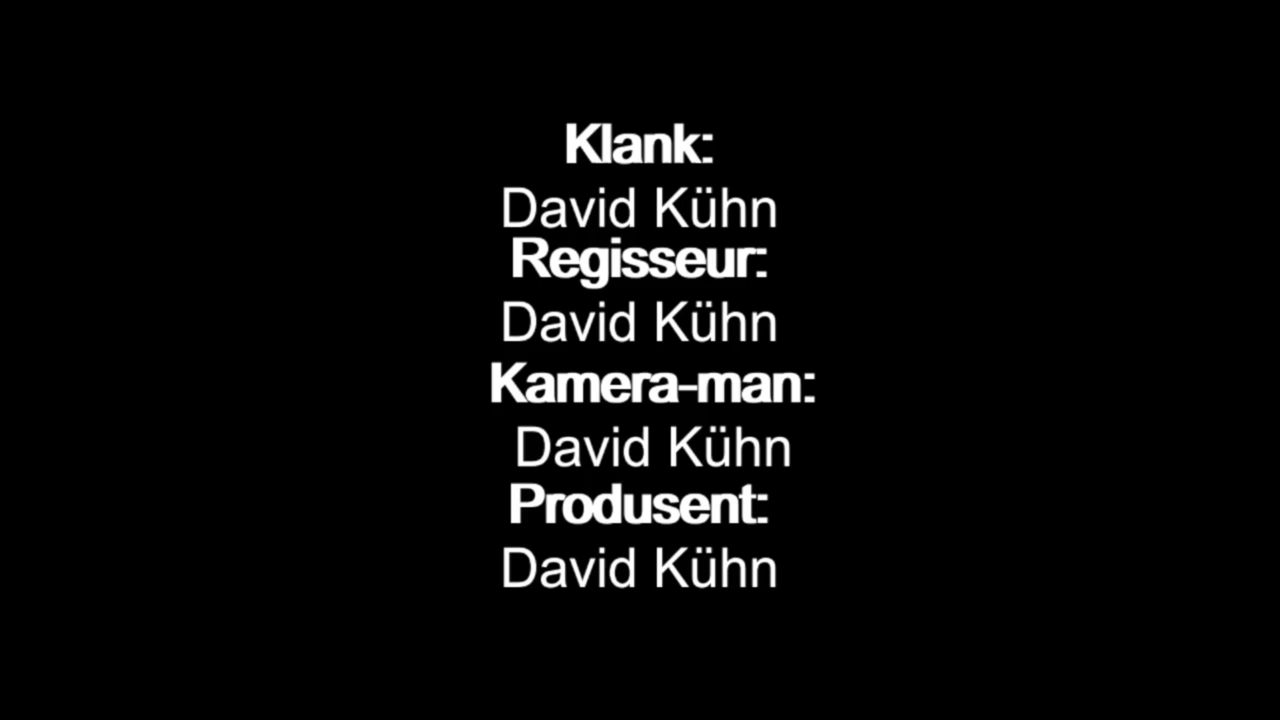 Klank:
David Kühn
Regisseur:
David Kühn
Kamera-man:
David Kühn
Produsent:
David Kühn